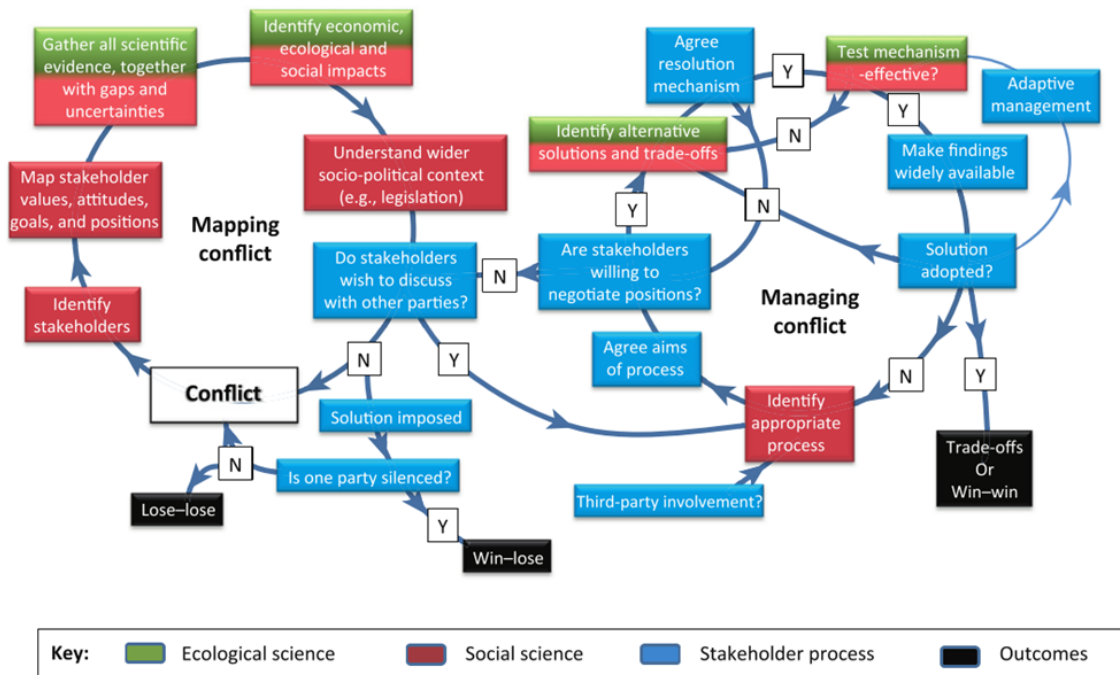 Gather all scientific
evidence, together
with gaps and
uncertainties
Identify economic,
ecological and
social impacts
Map stakeholder
values, attitudes,
goals, and positions
Understand wider
socio-political context
(e.g., legislation)
Mapping
conflict
Identify
stakeholders
Do stakeholders
wish to discuss
with other parties?
N
Y
Conflict
Solution imposed
Is one party silenced?
N
Lose–lose
Y
Win–lose
Agree
resolution
mechanism
Y
Test mechanism
-effective?
Adaptive
management
Y
N
Identify alternative
solutions and trade-offs
Make findings
widely available
Y
N
Are stakeholders
willing to
negotiate positions?
N
Solution
adopted?
Managing
conflict
Agree aims
of process
N
Y
Identify
appropriate
process
Trade-offs
Or
Win–win
Third-party involvement?
Key:
Ecological science
Social science
Stakeholder process
Outcomes